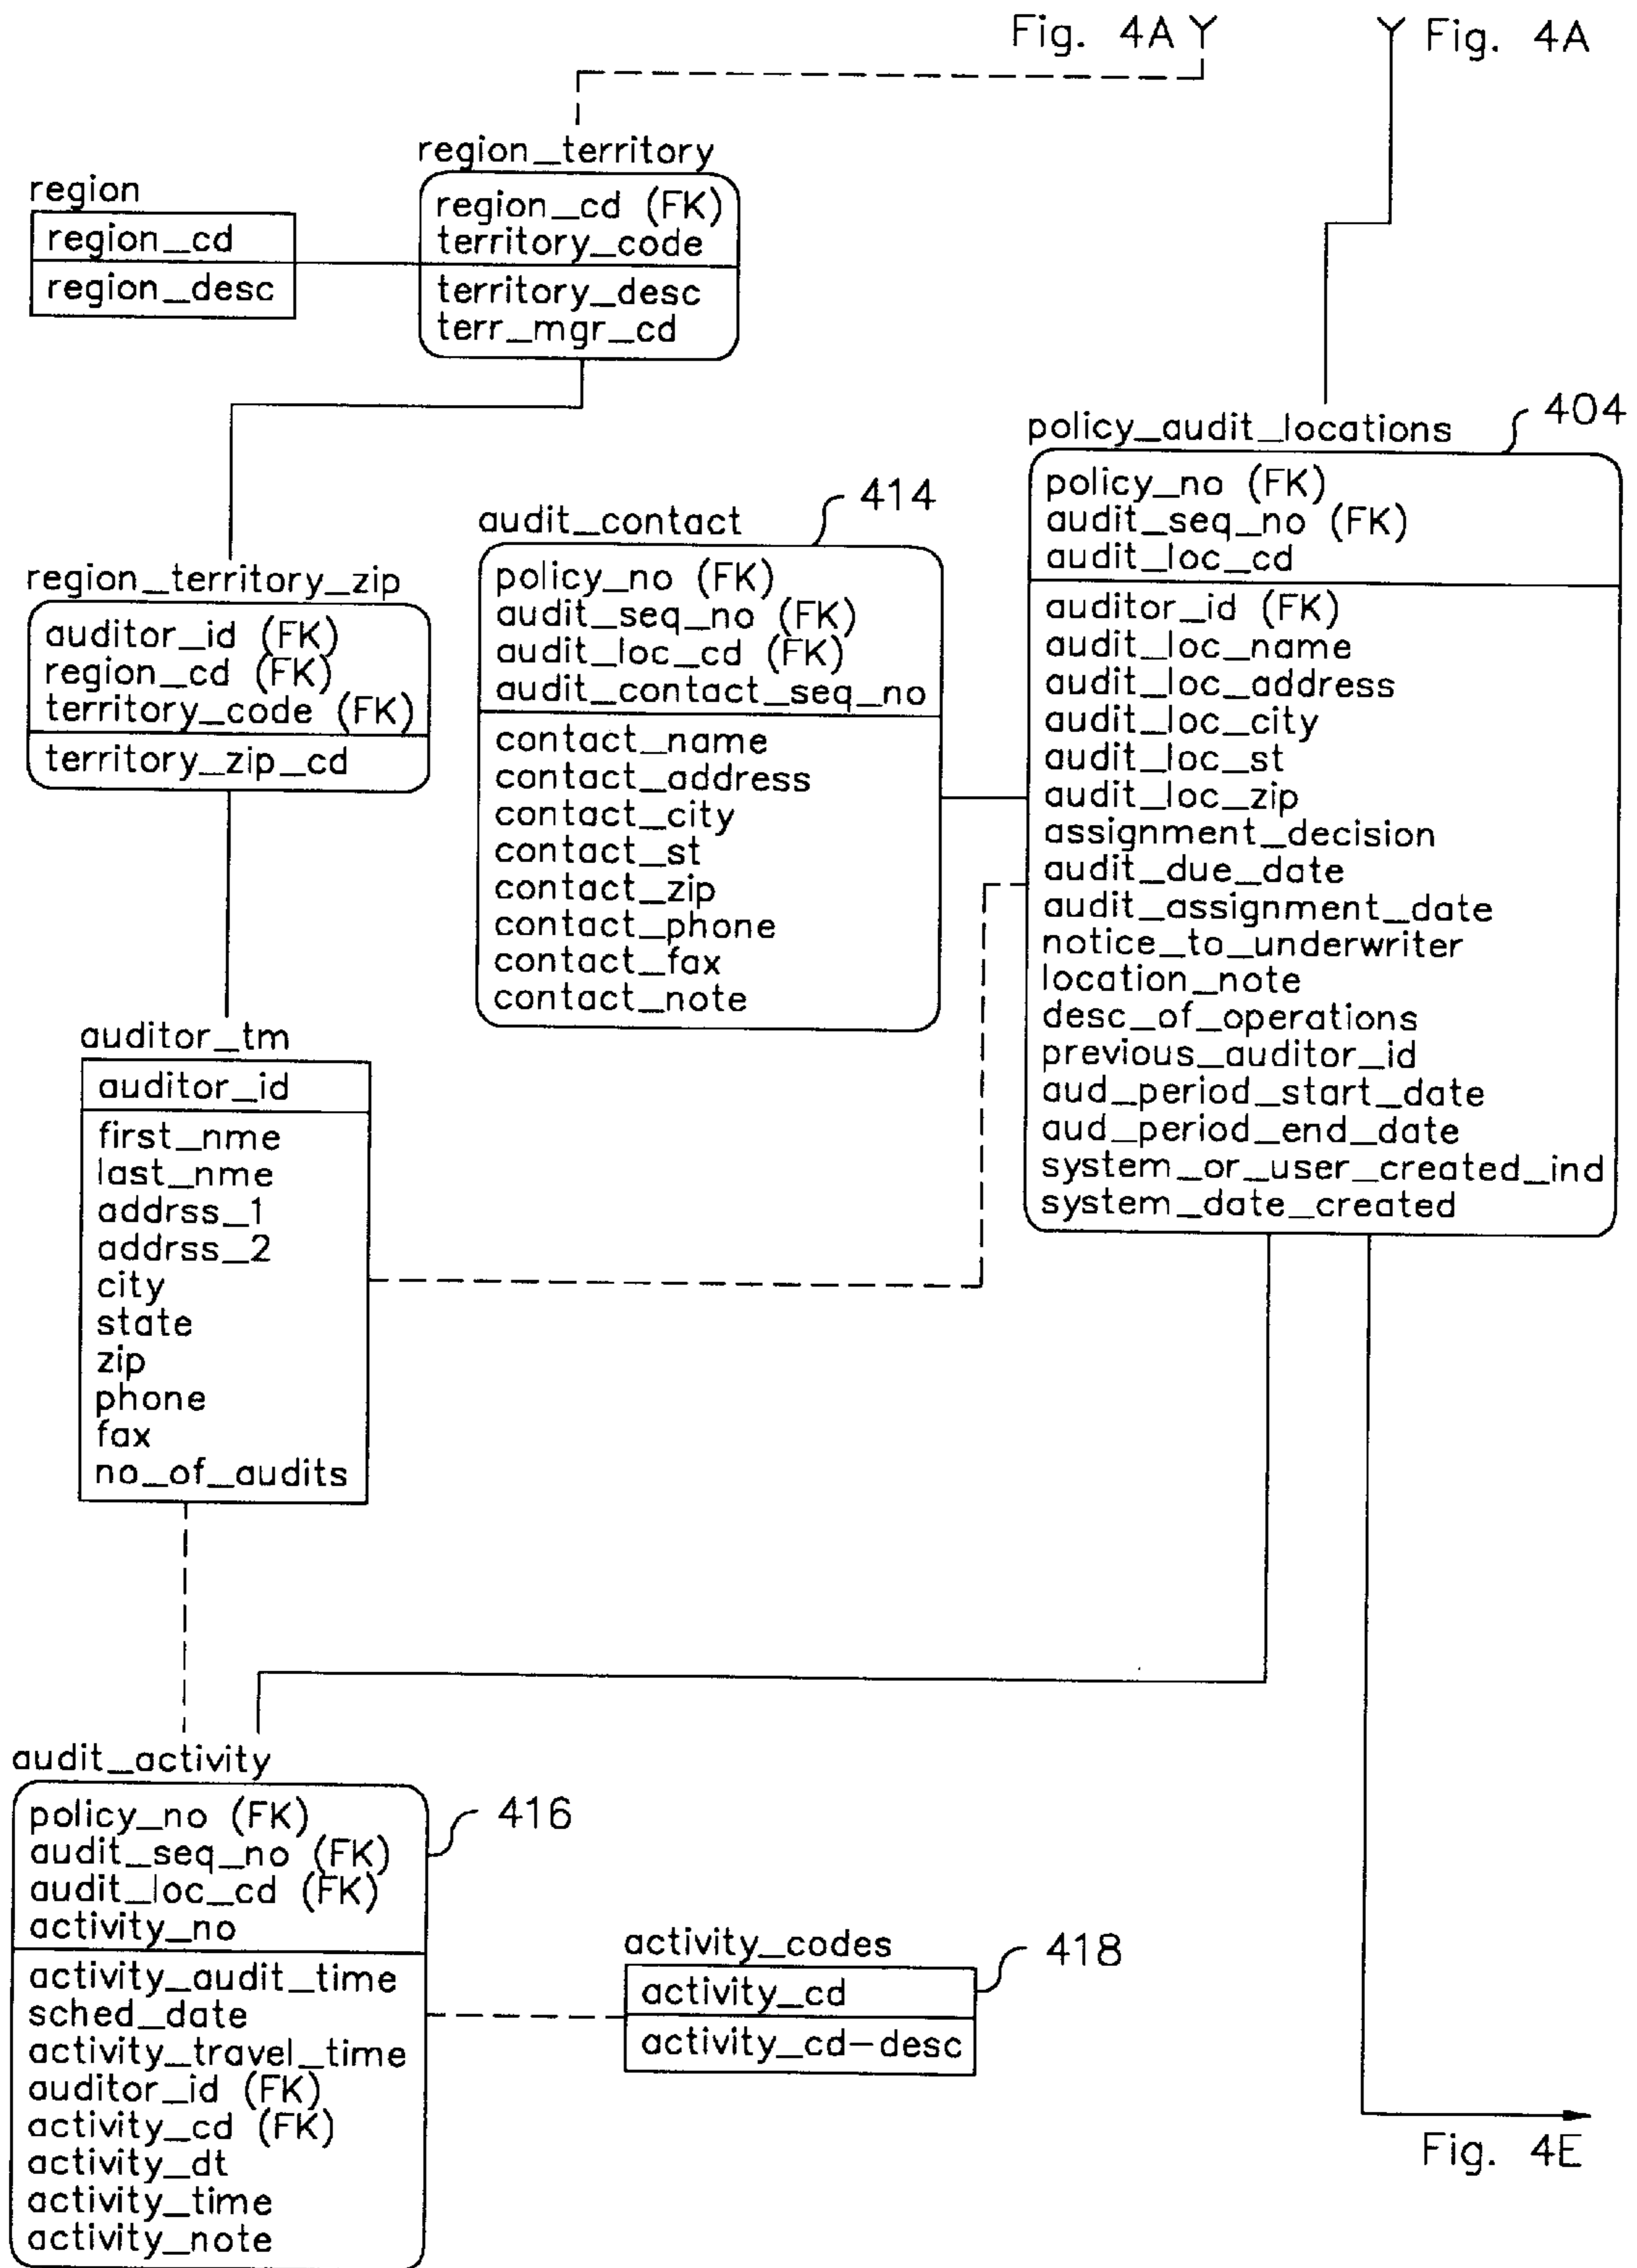 Fig. 4A
Fig. 4A
region_territory
region_cd (FK)
territory_code
territory_desc
terr_mgr_cd
region
region_cd
region_desc
policy_audit_locations
404
policy_no (FK)
audit_seq_no (FK)
audit_loc_cd
auditor_id (FK)
audit_loc_name
audit_loc_address
audit_loc_city
audit_loc_st
audit_loc_zip
assignment_decision
audit_due_date
audit_assignment_date
notice_to_underwriter
location_note
desc_of_operations
previous_auditor_id
aud_period_start_date
aud_period_end_date
system_or_user_created_ind
system_date_created
audit_contact
414
policy_no (FK)
audit_seq_no (FK)
audit_loc_cd (FK)
audit_contact_seq_no
contact_name
contact_address
contact_city
contact_st
contact_zip
contact_phone
contact_fax
contact_note
region_territory_zip
auditor_id (FK)
region_cd (FK)
territory_code (FK)
territory_zip_cd
auditor_tm
auditor_id
first_nme
last_nme
addrss_1
addrss_2
city
state
zip
phone
fax
no_of_audits
audit_activity
416
policy_no (FK)
audit_seq_no (FK)
audit_loc_cd (FK)
activity_no
activity_audit_time
sched_date
activity_travel_time
auditor_id (FK)
activity_cd (FK)
activity_dt
activity_time
activity_note
activity_codes
418
activity_cd
activity_cd-desc
Fig. 4E